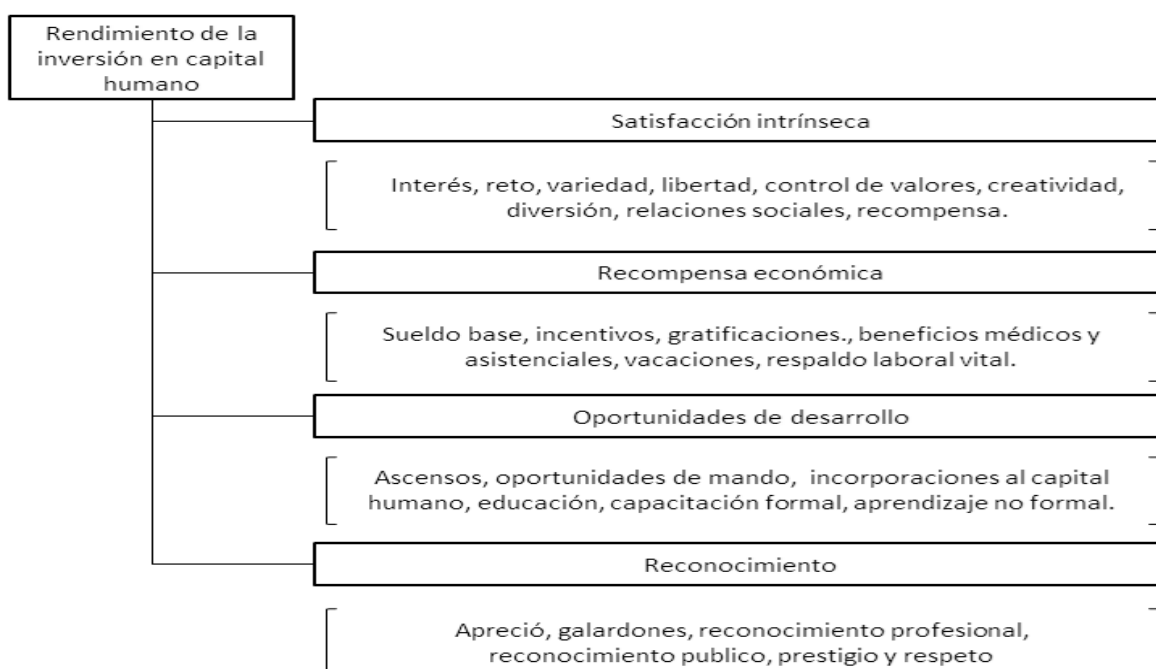 Rendimiento de la
inversión en capital
humano
Satisfacción intrínseca
Interés, reto, variedad, libertad, control de valores, creatividad,
diversión, relaciones sociales, recompensa.
Recompensa económica
Sueldo base, incentivos, gratificaciones., beneficios médicos y
asistenciales, vacaciones, respaldo laboral vital.
Oportunidades de desarrollo
Ascensos, oportunidades de mando, incorporaciones al capital
humano, educación, capacitación formal, aprendizaje no formal.
Reconocimiento
Apreció, galardones, reconocimiento profesional,
reconocimiento publico, prestigio y respeto